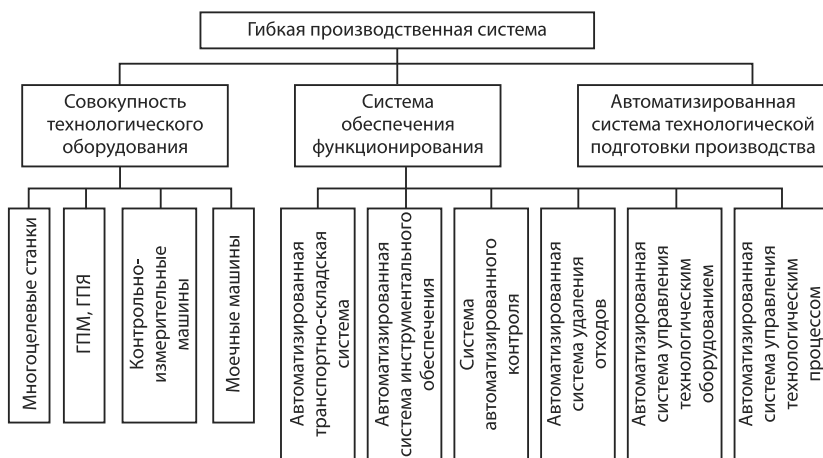 Гибкая производственная система
Совокупность
технологического
оборудования
Система
обеспечения
функционирования
Автоматизированная
система технологической
подготовки производства
Многоцелевые станки
ГПМ, ГПЯ
Контрольно-
измерительные
машины
Моечные машины
Автоматизированная
транспортно-складская
система
Автоматизированная
система инструментального
обеспечения
Система
автоматизированного
контроля
Автоматизированная
система удаления
отходов
Автоматизированная
система управления
технологическим
оборудованием
Автоматизированная
система управления
технологическим
процессом